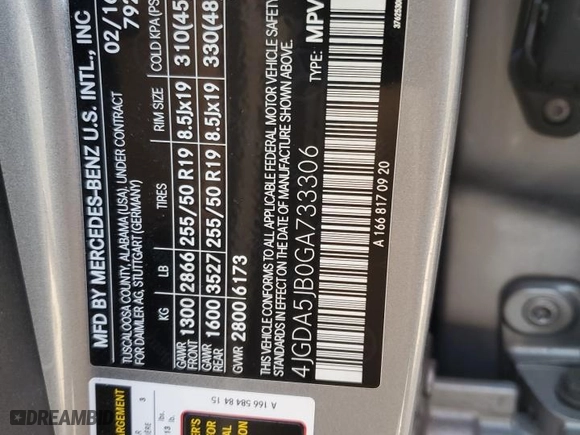 MFD BY MERCEDES-BENZ U.S. INTL., INC
02/1
TUSCALOOSA COUNTY, ALABAMA (USA), UNDER CONTRACT
FOR DAIMLER AG, STUTTGART (GERMANY)
792
KG LB TIRES RIM SIZE COLD KPA (PS
GAWR FRONT 1300 2866 255/50 R19 8.5Jx19 310(45
GAWR REAR 1600 3527 255/50 R19 8.5Jx19 330(48
GVWR 2800 6173
THIS VEHICLE CONFORMS TO ALL APPLICABLE FEDERAL MOTOR VEHICLE SAFETY
STANDARDS IN EFFECT ON THE DATE OF MANUFACTURE SHOWN ABOVE.
4JGDA5JB0GA733306
TYPE: MPV
A 166 817 09 20
A 166 584 84 15
DREAMBID